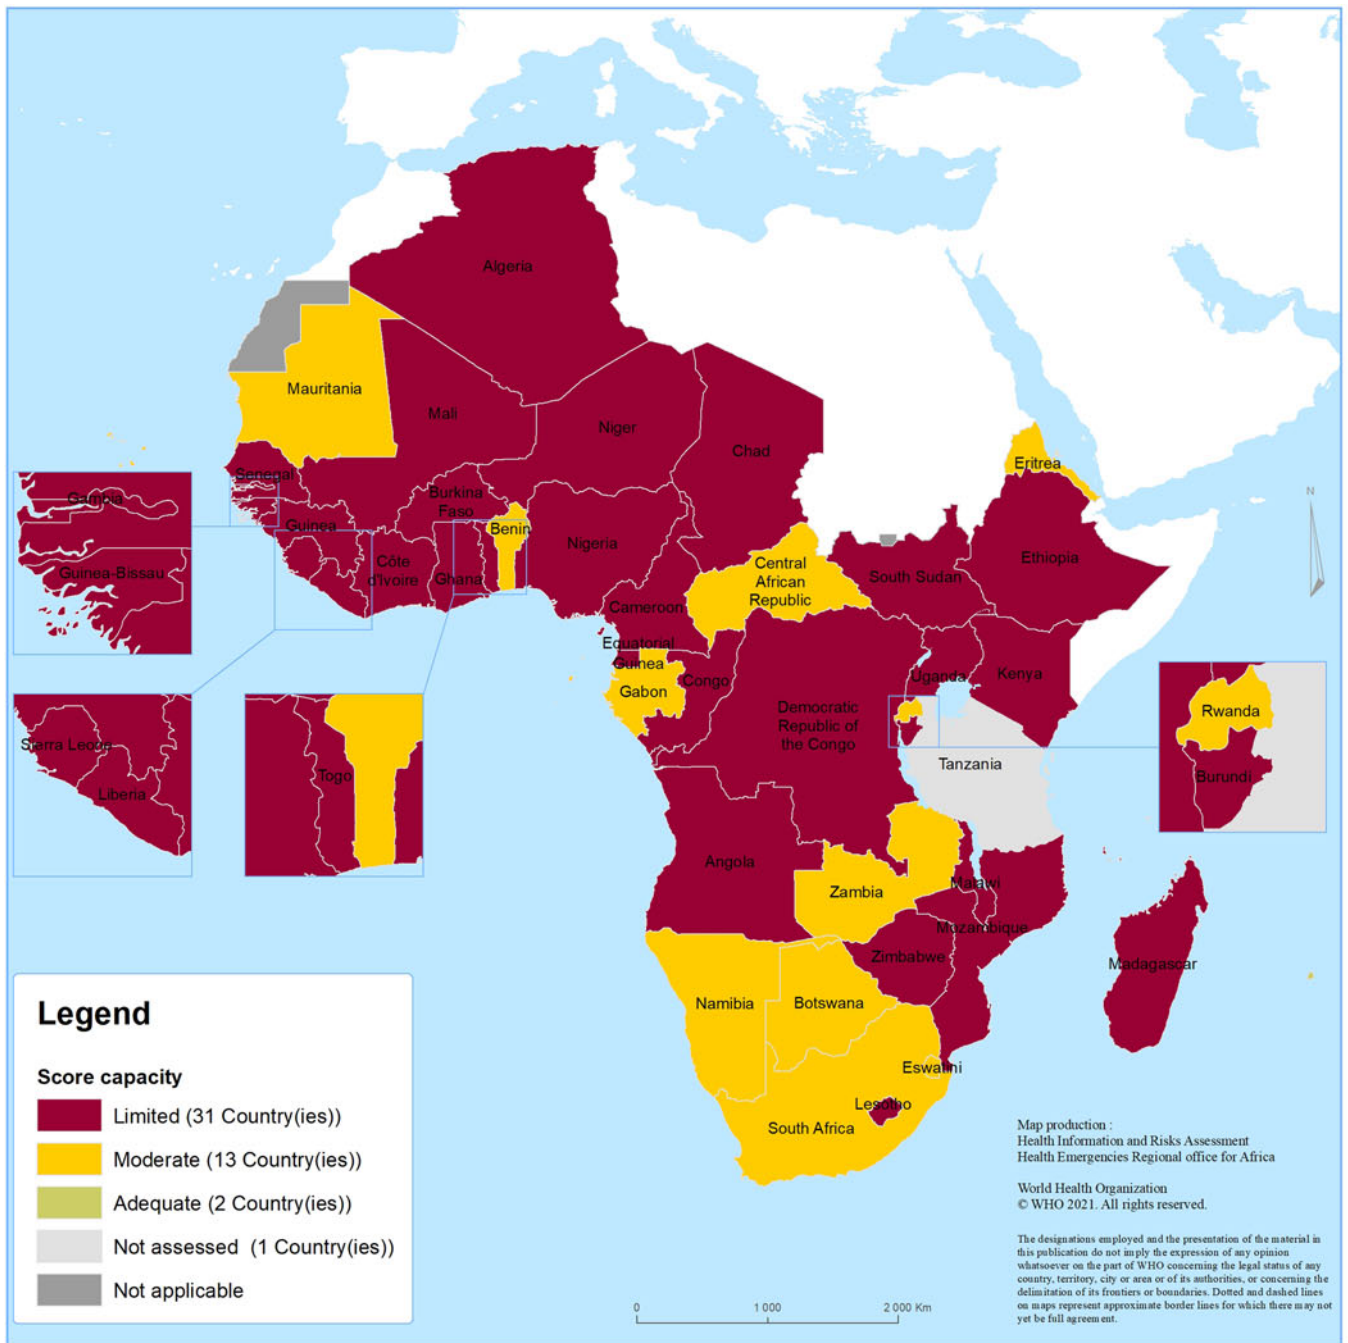 Algeria
Mauritania
Mali
Niger
Chad
Eritrea
Senegal
Gambia
Burkina
Faso
Guinea
Benin
Nigeria
Côte
d'Ivoire
Ghana
Central
African
Republic
South Sudan
Ethiopia
Guinea-Bissau
Cameroon
Equatorial
Guinea
Gabon
Congo
Uganda
Kenya
Democratic
Republic of
the Congo
Rwanda
Burundi
Sierra Leone
Liberia
Togo
Tanzania
Angola
Zambia
Malawi
Mozambique
Zimbabwe
Madagascar
Namibia
Botswana
Eswatini
Lesotho
South Africa
N
Legend
Score capacity
Limited (31 Country(ies))
Moderate (13 Country(ies))
Adequate (2 Country(ies))
Not assessed (1 Country(ies))
Not applicable
0 1 000 2 000 Km
Map production :
Health Information and Risks Assessment
Health Emergencies Regional office for Africa
World Health Organization
© WHO 2021. All rights reserved.
The designations employed and the presentation of the material in
this publication do not imply the expression of any opinion
whatsoever on the part of WHO concerning the legal status of any
country, territory, city or area or of its authorities, or concerning the
delimitation of its frontiers or boundaries. Dotted and dashed lines
on maps represent approximate border lines for which there may not
yet be full agreement.